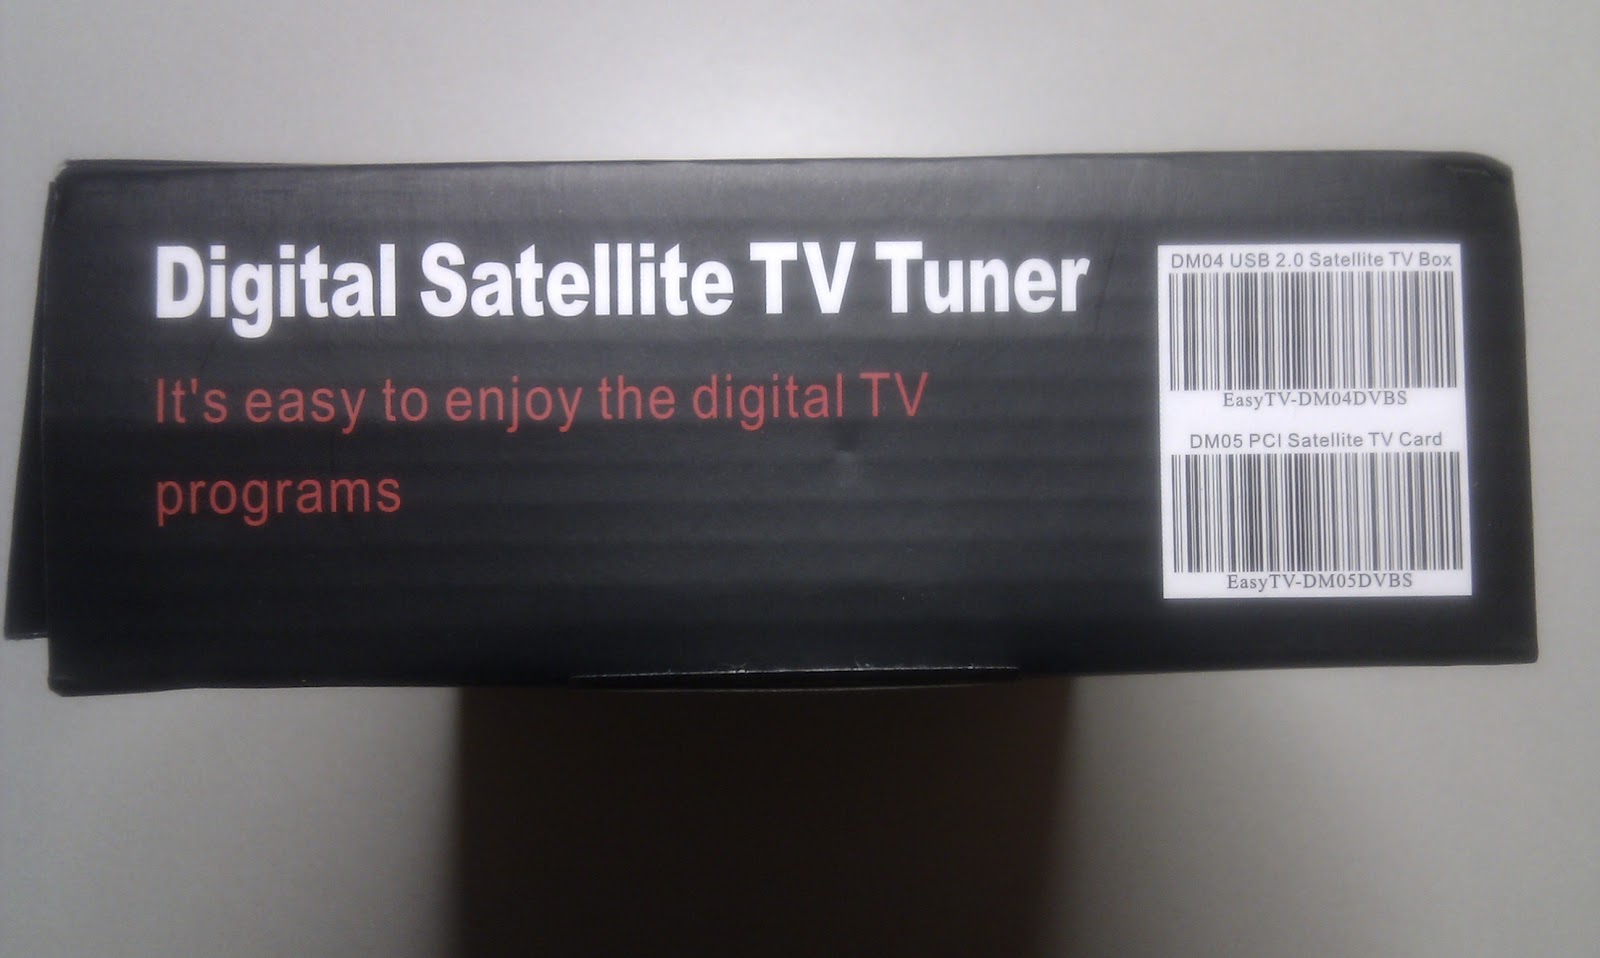 Digital Satellite TV Tuner
It's easy to enjoy the digital TV
programs
DM04 USB 2.0 Satellite TV Box
EasyTV-DM04DVBS
DM05 PCI Satellite TV Card
EasyTV-DM05DVBS